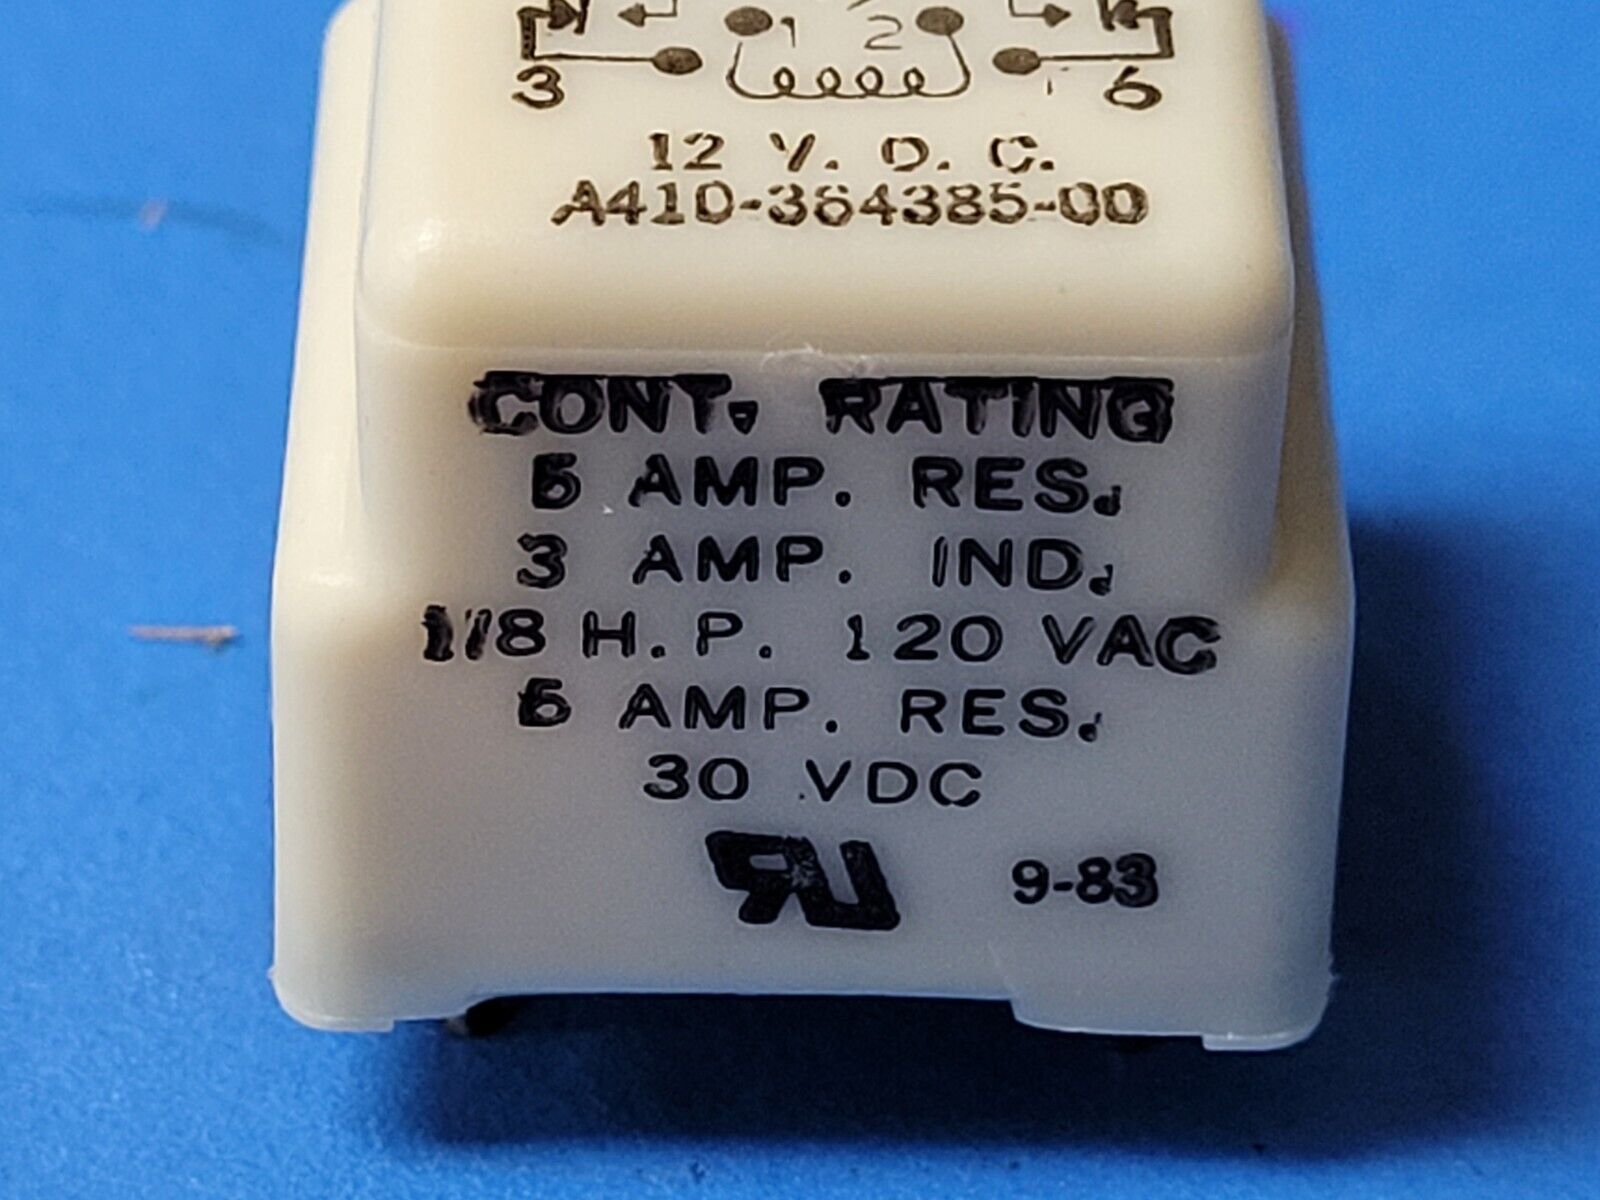 1 2
3 6
12 V. D. C.
A410-364385-00
CONT. RATING
5 AMP. RES.
3 AMP. IND.
1/8 H.P. 120 VAC
5 AMP. RES.
30 VDC
RU 9-83